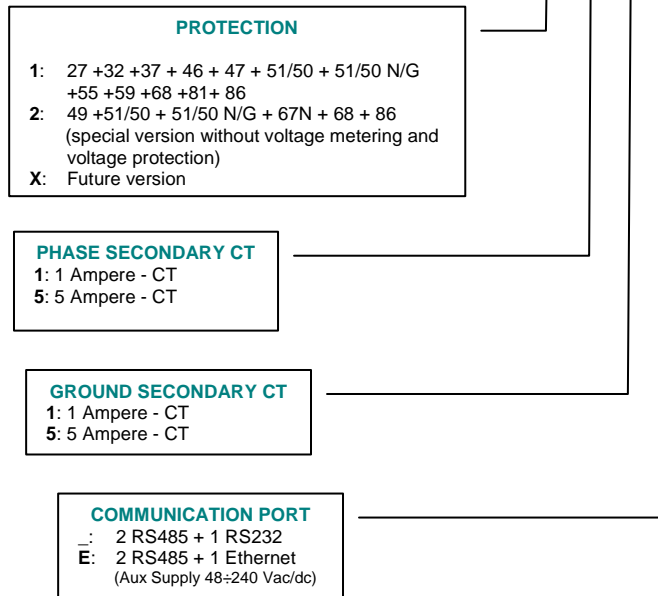 PROTECTION
1: 27 +32 +37 + 46 + 47 + 51/50 + 51/50 N/G
+55 +59 +68 +81+ 86
2: 49 +51/50 + 51/50 N/G + 67N + 68 + 86
(special version without voltage metering and
voltage protection)
X: Future version
PHASE SECONDARY CT
1: 1 Ampere - CT
5: 5 Ampere - CT
GROUND SECONDARY CT
1: 1 Ampere - CT
5: 5 Ampere - CT
COMMUNICATION PORT
_: 2 RS485 + 1 RS232
E: 2 RS485 + 1 Ethernet
(Aux Supply 48÷240 Vac/dc)